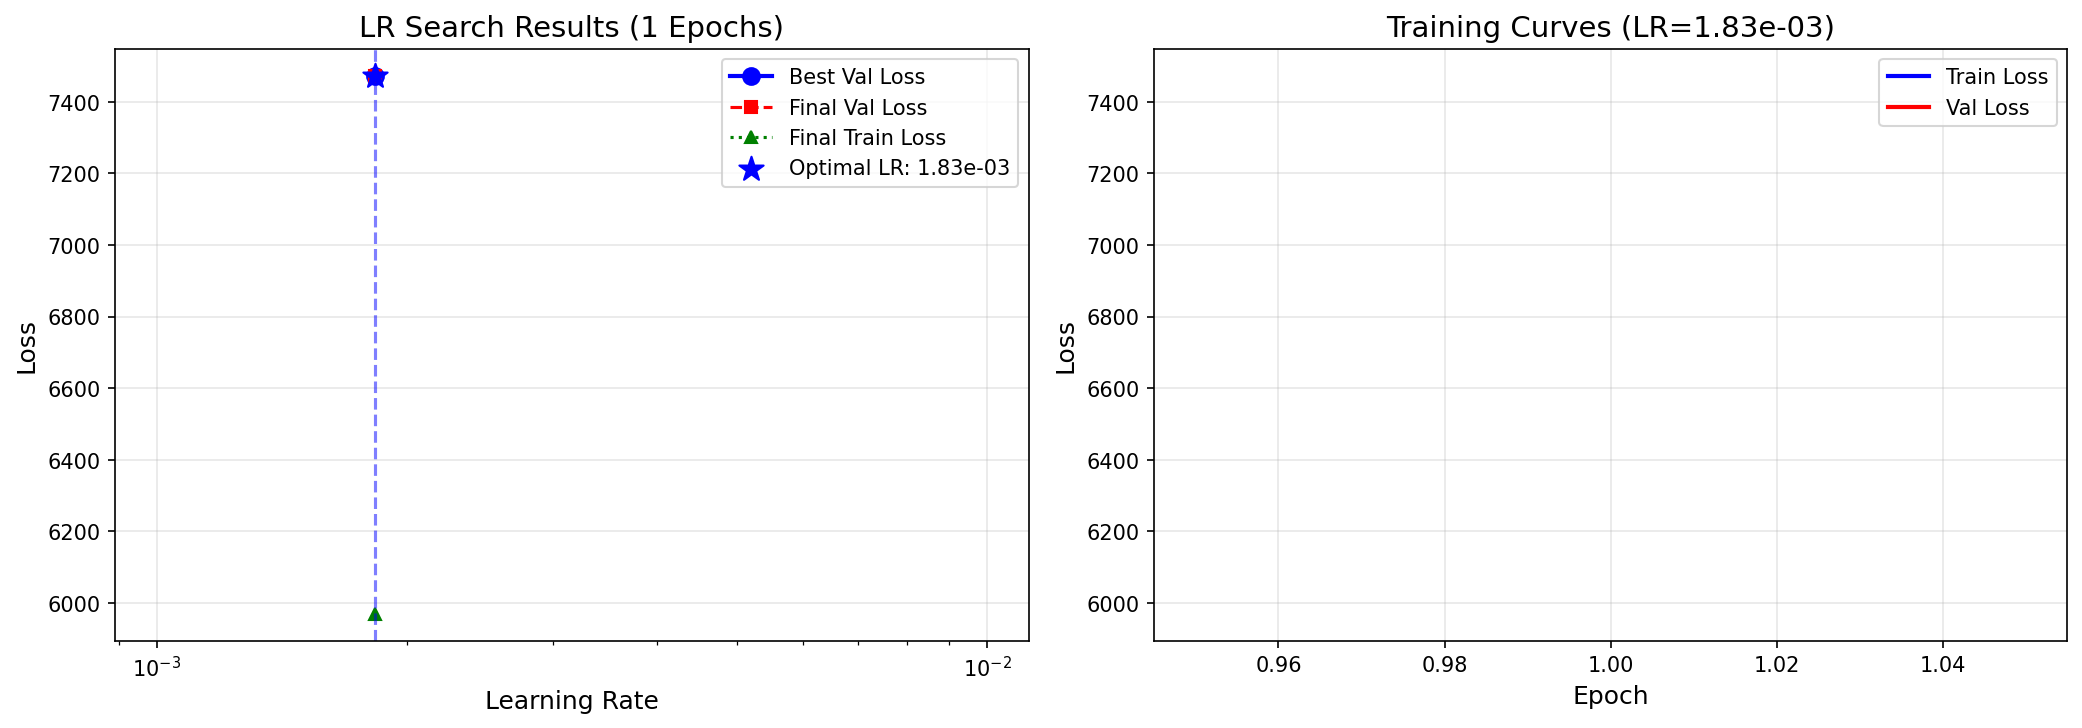 LR Search Results (1 Epochs)
7400
7200
7000
6800
6600
6400
6200
6000
Loss
Best Val Loss
Final Val Loss
Final Train Loss
Optimal LR: 1.83e-03
10⁻³
10⁻²
Learning Rate
Training Curves (LR=1.83e-03)
7400
7200
7000
6800
6600
6400
6200
6000
Loss
Train Loss
Val Loss
0.96
0.98
1.00
1.02
1.04
Epoch